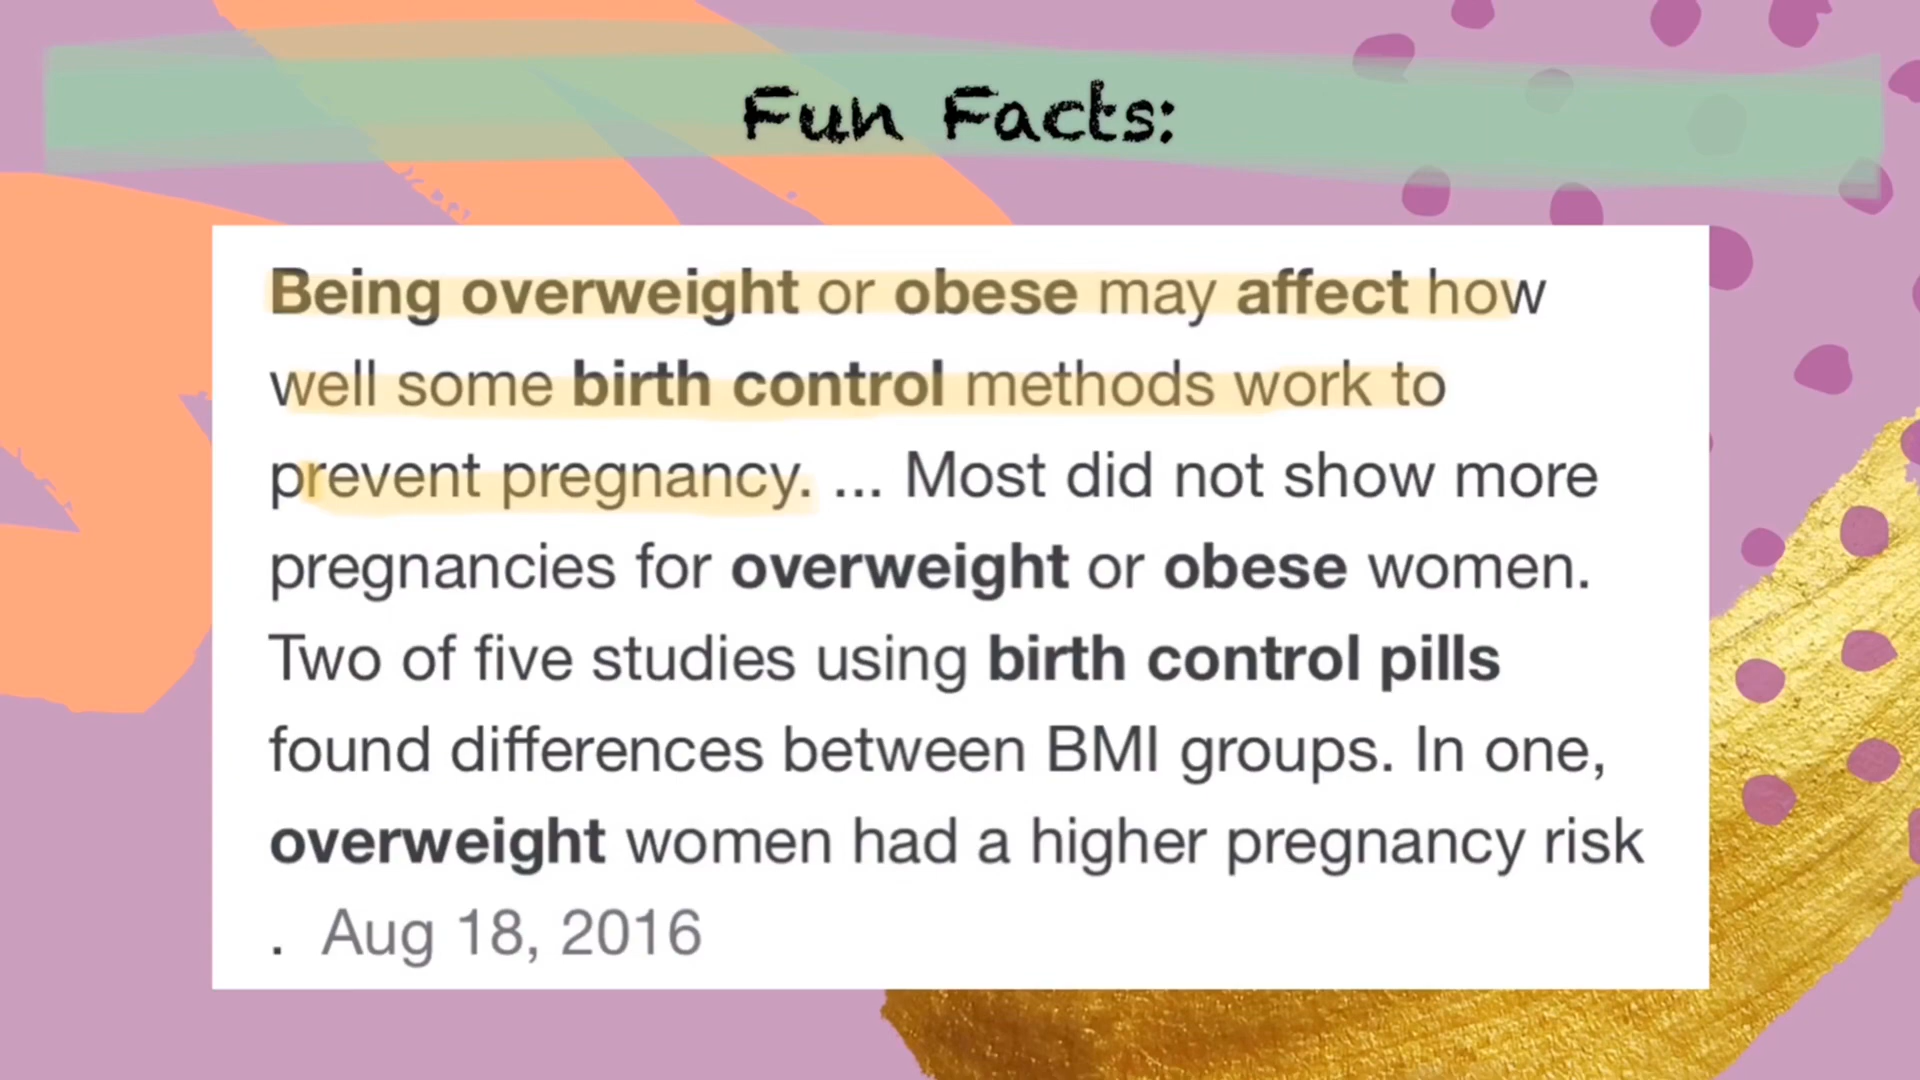 Fun Facts:
Being overweight or obese may affect how
well some birth control methods work to
prevent pregnancy. ... Most did not show more
pregnancies for overweight or obese women.
Two of five studies using birth control pills
found differences between BMI groups. In one,
overweight women had a higher pregnancy risk
. Aug 18, 2016